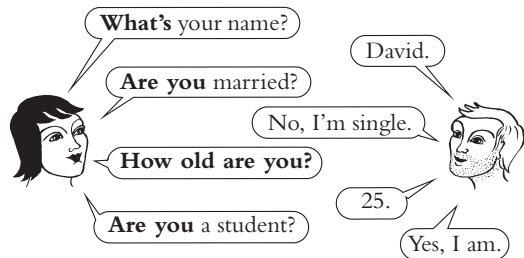 What's your name?
David.
Are you married?
No, I'm single.
How old are you?
25.
Are you a student?
Yes, I am.